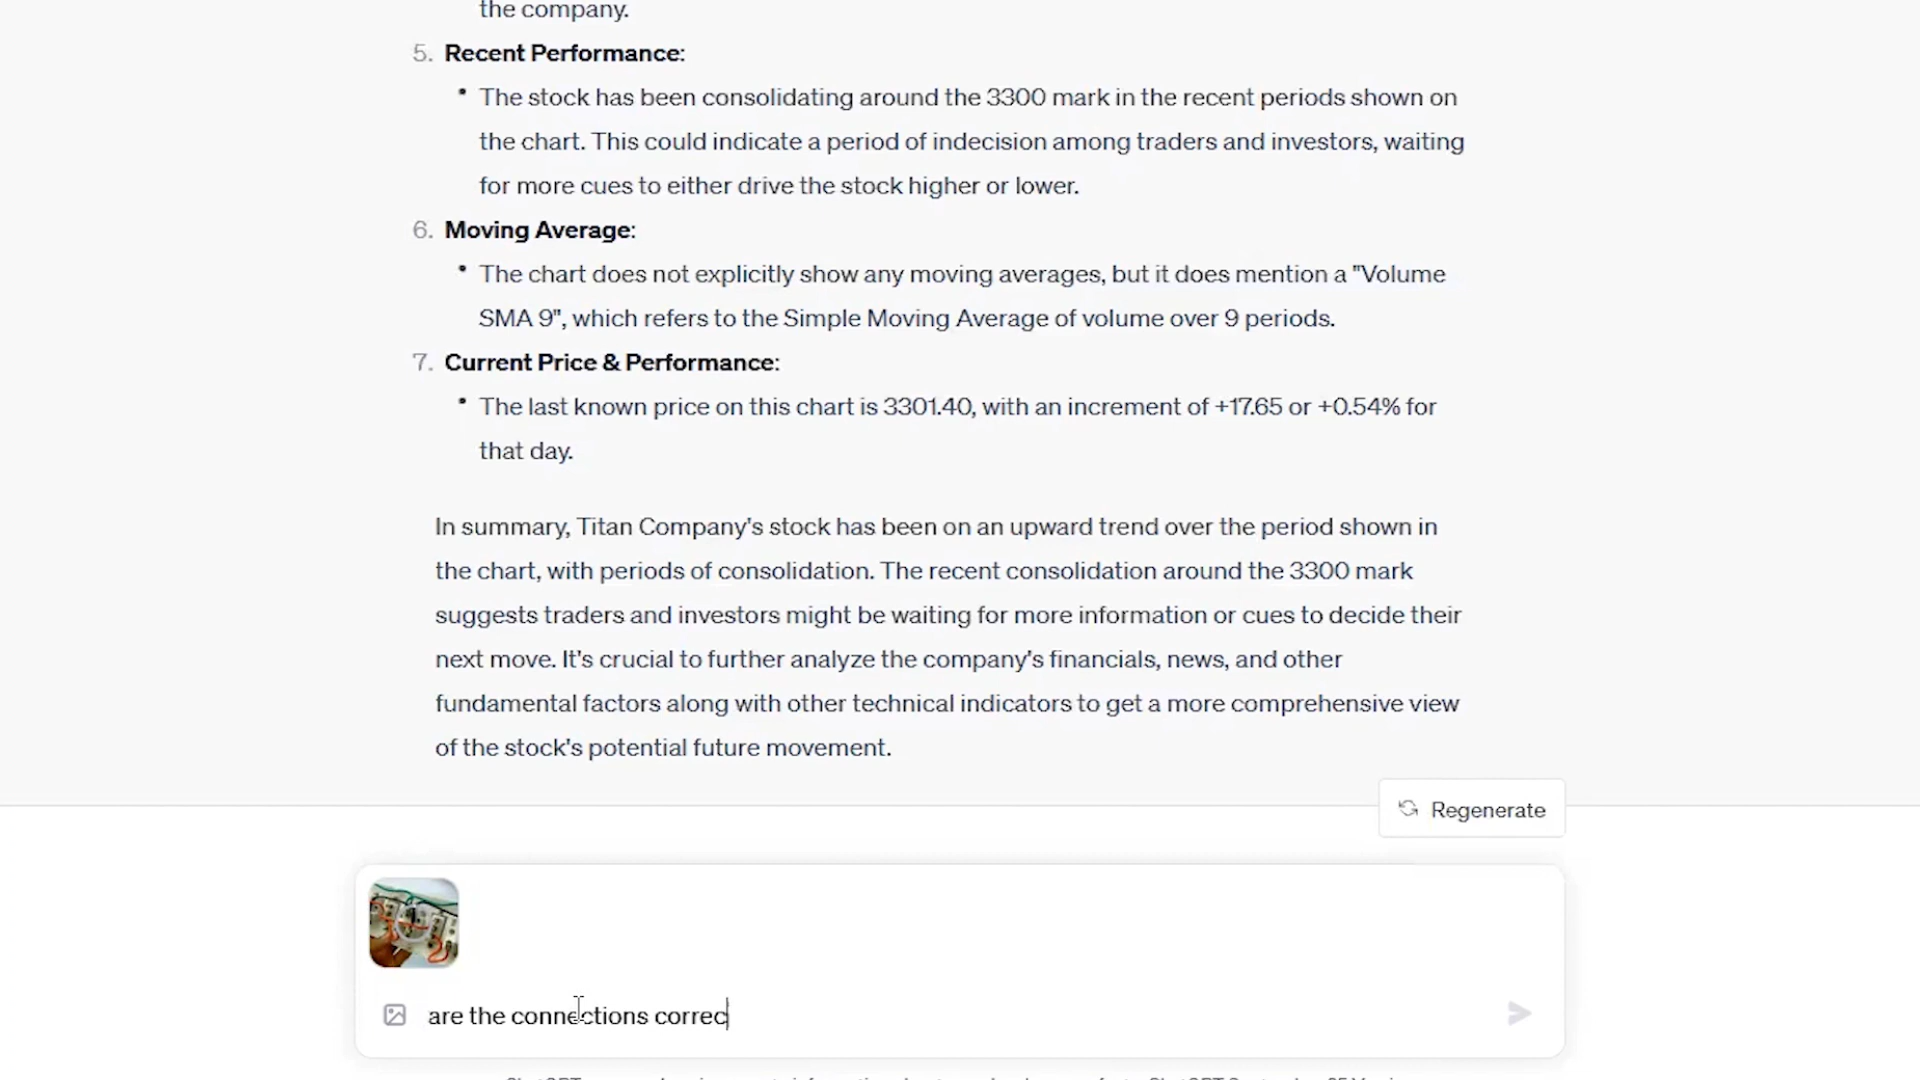 the company.
5. Recent Performance:
• The stock has been consolidating around the 3300 mark in the recent periods shown on
the chart. This could indicate a period of indecision among traders and investors, waiting
for more cues to either drive the stock higher or lower.
6. Moving Average:
• The chart does not explicitly show any moving averages, but it does mention a "Volume
SMA 9", which refers to the Simple Moving Average of volume over 9 periods.
7. Current Price & Performance:
• The last known price on this chart is 3301.40, with an increment of +17.65 or +0.54% for
that day.
In summary, Titan Company's stock has been on an upward trend over the period shown in
the chart, with periods of consolidation. The recent consolidation around the 3300 mark
suggests traders and investors might be waiting for more information or cues to decide their
next move. It's crucial to further analyze the company's financials, news, and other
fundamental factors along with other technical indicators to get a more comprehensive view
of the stock's potential future movement.
Regenerate
are the connections correc